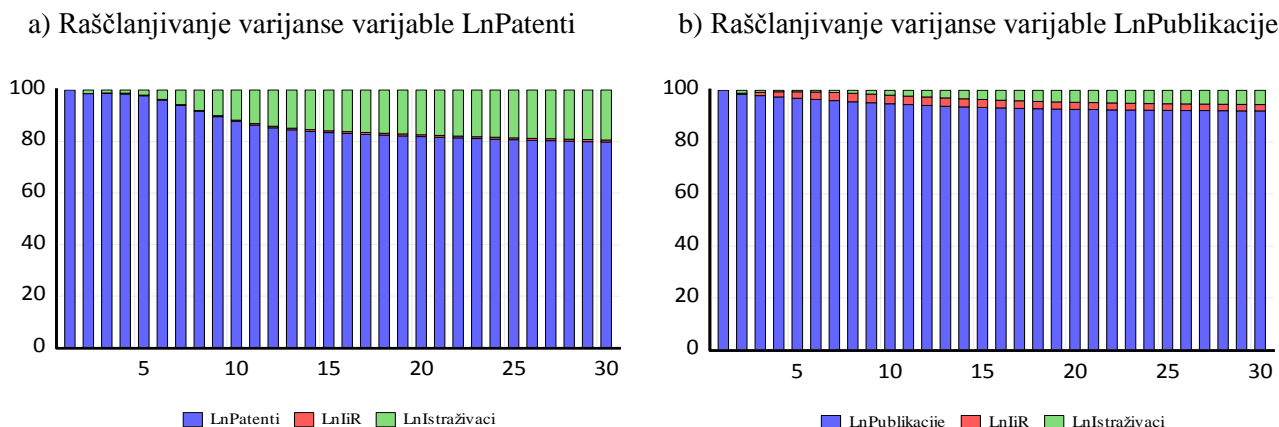 a) Raščlanjivanje varijanse varijable LnPatenti
100
80
60
40
20
0
5 10 15 20 25 30
LnPatenti LnIiR LnIstraživaci
b) Raščlanjivanje varijanse varijable LnPublikacije
100
80
60
40
20
0
5 10 15 20 25 30
LnPublikacije LnIiR LnIstraživaci